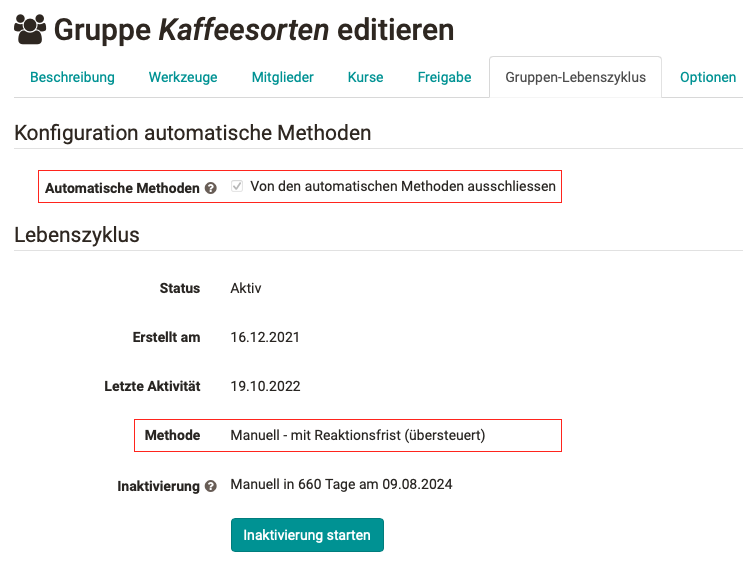 Gruppe Kaffeesorten editieren
Beschreibung Werkzeuge Mitglieder Kurse Freigabe Gruppen-Lebenszyklus Optionen
Konfiguration automatische Methoden
Automatische Methoden ? Von den automatischen Methoden ausschliessen
Lebenszyklus
Status Aktiv
Erstellt am 16.12.2021
Letzte Aktivität 19.10.2022
Methode Manuell - mit Reaktionsfrist (übersteuert)
Inaktivierung ? Manuell in 660 Tage am 09.08.2024
Inaktivierung starten